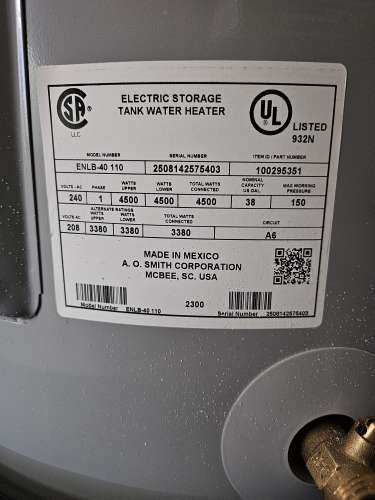 CSA
LLC
ELECTRIC STORAGE
TANK WATER HEATER
UL
LISTED
932N
MODEL NUMBER SERIAL NUMBER ITEM ID / PART NUMBER
ENLB-40 110 2508142575403 100295351
VOLTS - AC PHASE WATTS UPPER WATTS LOWER TOTAL WATTS CONNECTED NOMINAL CAPACITY US GAL. MAX WORKING PRESSURE
240 1 4500 4500 4500 38 150
VOLTS AC ALTERNATE RATINGS WATTS UPPER WATTS LOWER TOTAL WATTS CONNECTED CIRCUIT
208 3380 3380 3380 A6
MADE IN MEXICO
A. O. SMITH CORPORATION
MCBEE, SC. USA
2300
Model Number ENLB-40 110 Serial Number 2508142575403